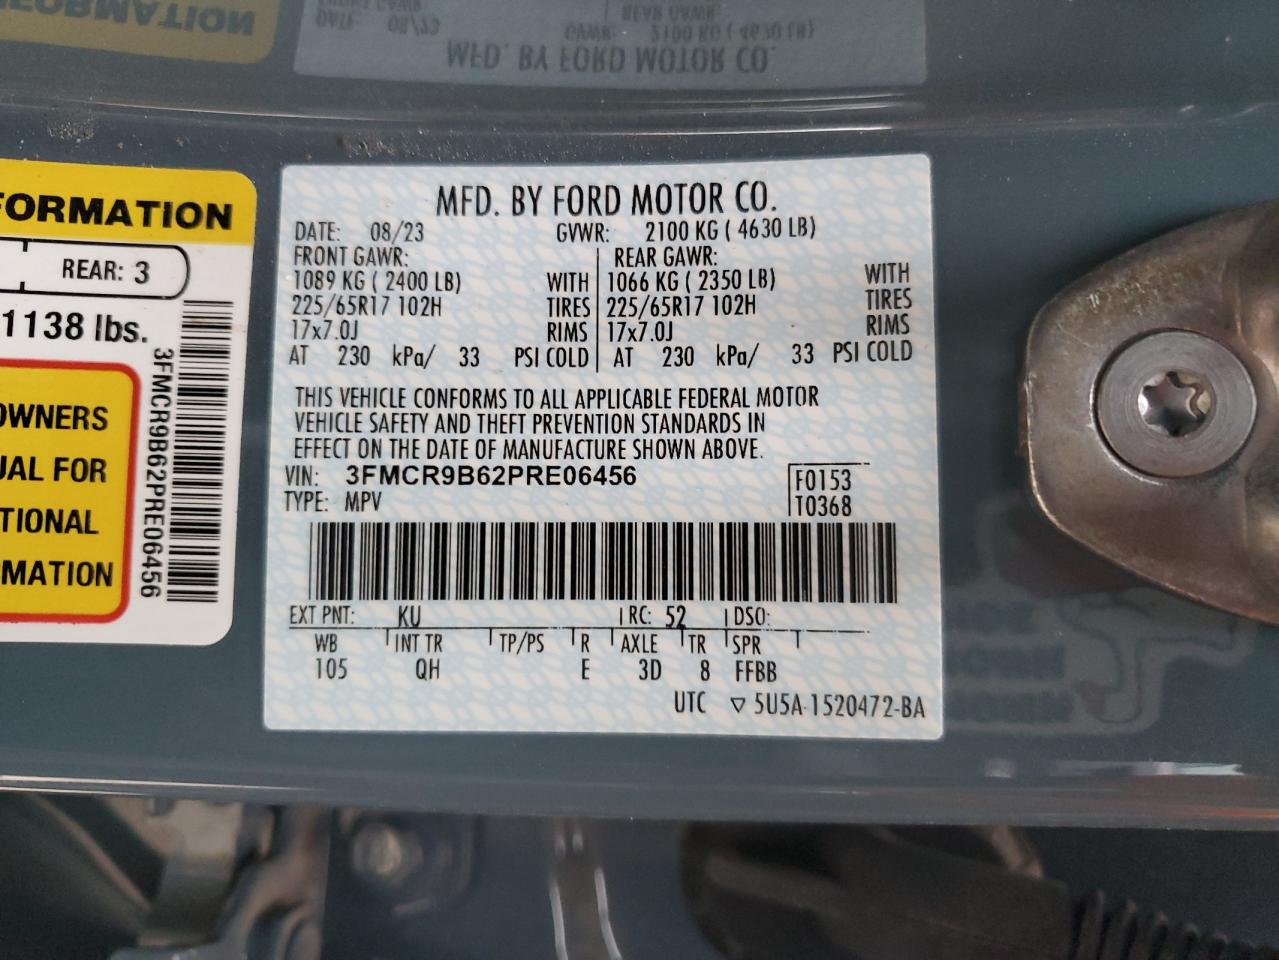 MFD. BY FORD MOTOR CO.
DATE: 08/23 GVWR: 2100 KG ( 4630 LB)
FRONT GAWR: REAR GAWR:
1089 KG ( 2400 LB) WITH 1066 KG ( 2350 LB) WITH
225/65R17 102H TIRES 225/65R17 102H TIRES
17x7.0J RIMS 17x7.0J RIMS
AT 230 kPa/ 33 PSI COLD AT 230 kPa/ 33 PSI COLD
THIS VEHICLE CONFORMS TO ALL APPLICABLE FEDERAL MOTOR
VEHICLE SAFETY AND THEFT PREVENTION STANDARDS IN
EFFECT ON THE DATE OF MANUFACTURE SHOWN ABOVE.
VIN: 3FMCR9B62PRE06456
TYPE: MPV
F0153
T0368
EXT PNT: KU RC: 52 DSO:
WB INT TR TP/PS R AXLE TR SPR
105 QH E 3D 8 FFBB
UTC ▽ 5U5A-1520472-BA
FORMATION
REAR: 3
1138 lbs.
3FMCR9B62PRE06456
OWNERS
UAL FOR
TIONAL
MATION